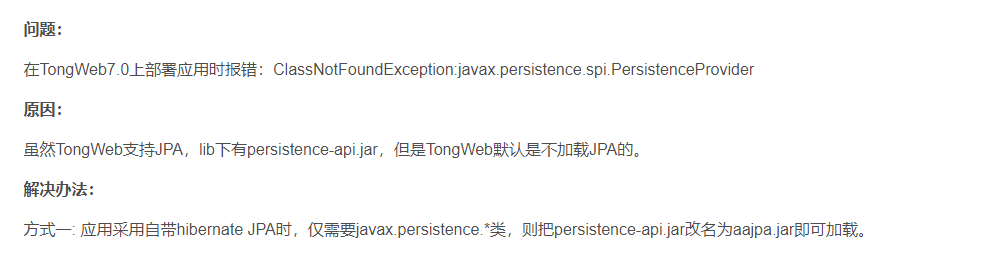 问题：
在TongWeb7.0上部署应用时报错：ClassNotFoundException:javax.persistence.spi.PersistenceProvider
原因：
虽然TongWeb支持JPA，lib下有persistence-api.jar，但是TongWeb默认是不加载JPA的。
解决办法：
方式一: 应用采用自带hibernate JPA时，仅需要javax.persistence.*类，则把persistence-api.jar改名为aajpa.jar即可加载。